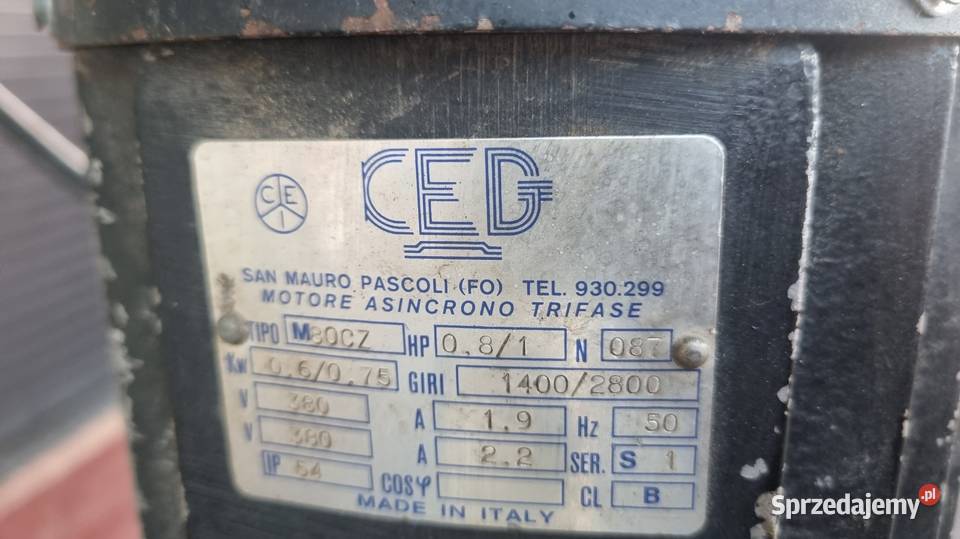 CEI
CEG
SAN MAURO PASCOLI (FO) TEL. 930.299
MOTORE ASINCRONO TRIFASE
TIPO M80CZ HP 0.8/1 N 087
Kw 0.6/0.75 GIRI 1400/2800
V 380 A 1.9 Hz 50
V 380 A 2.2 SER. S 1
IP 54 COSφ CL B
MADE IN ITALY
Sprzedajemy.pl